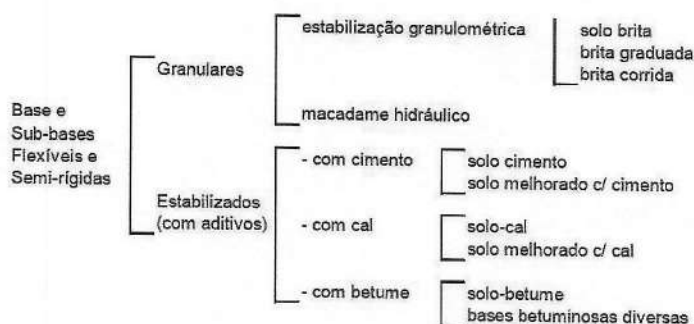 Base e
Sub-bases
Flexíveis e
Semi-rígidas
Granulares
estabilização granulométrica
solo brita
brita graduada
brita corrida
macadame hidráulico
Estabilizados
(com aditivos)
- com cimento
solo cimento
solo melhorado c/ cimento
- com cal
solo-cal
solo melhorado c/ cal
- com betume
solo-betume
bases betuminosas diversas